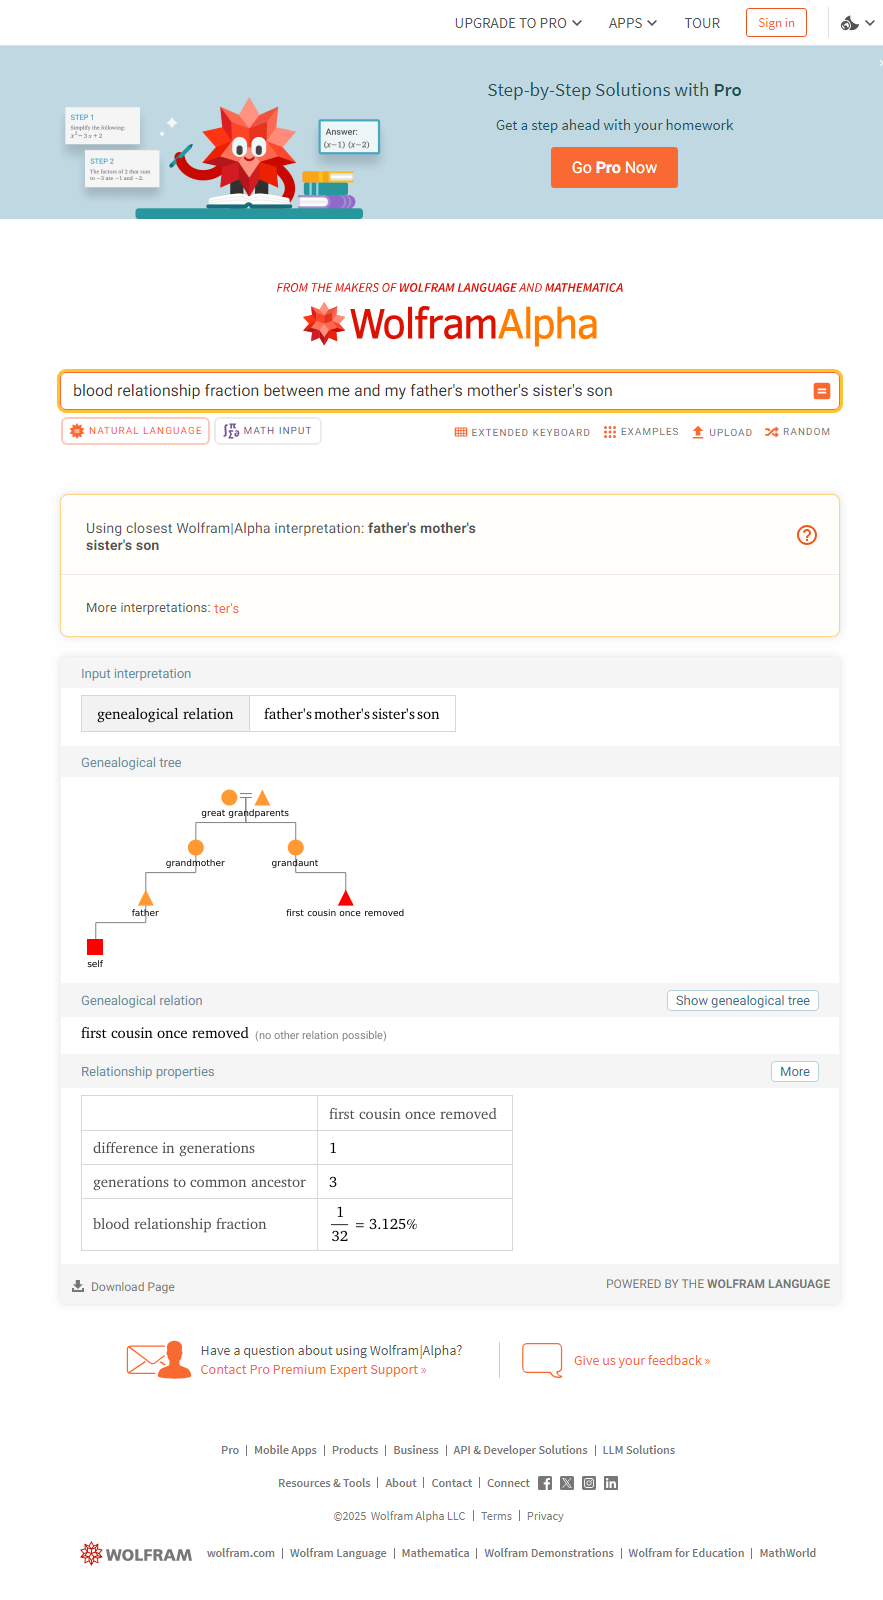 UPGRADE TO PRO APPS TOUR Sign in
Step-by-Step Solutions with Pro
Get a step ahead with your homework
Go Pro Now
STEP 1
Simplify the following:
x² − 3 x + 2
STEP 2
The factors of 2 that sum
to −3 are −1 and −2.
Answer:
(x−1) (x−2)
FROM THE MAKERS OF WOLFRAM LANGUAGE AND MATHEMATICA
WolframAlpha
blood relationship fraction between me and my father's mother's sister's son
NATURAL LANGUAGE MATH INPUT EXTENDED KEYBOARD EXAMPLES UPLOAD RANDOM
Using closest Wolfram|Alpha interpretation: father's mother's
sister's son
More interpretations: ter's
Input interpretation
genealogical relation father's mother's sister's son
Genealogical tree
great grandparents
grandmother grandaunt
father first cousin once removed
self
Genealogical relation Show genealogical tree
first cousin once removed (no other relation possible)
Relationship properties More
first cousin once removed
difference in generations 1
generations to common ancestor 3
blood relationship fraction 1/32 = 3.125%
Download Page POWERED BY THE WOLFRAM LANGUAGE
Have a question about using Wolfram|Alpha?
Contact Pro Premium Expert Support »
Give us your feedback »
Pro | Mobile Apps | Products | Business | API & Developer Solutions | LLM Solutions
Resources & Tools | About | Contact | Connect
©2025 Wolfram Alpha LLC | Terms | Privacy
WOLFRAM wolfram.com | Wolfram Language | Mathematica | Wolfram Demonstrations | Wolfram for Education | MathWorld